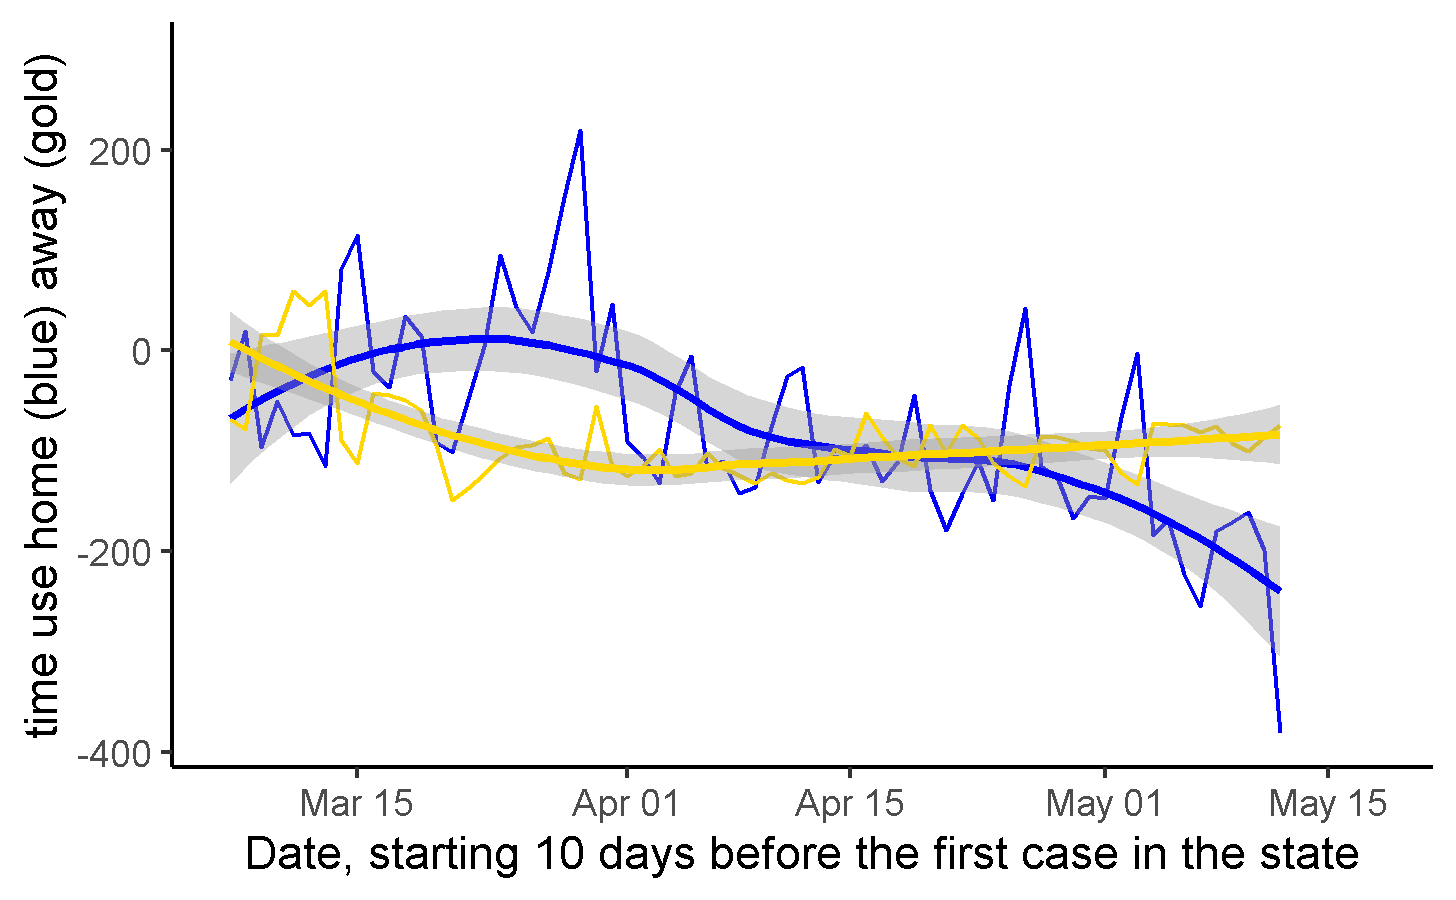 time use home (blue) away (gold)
200
0
-200
-400
Mar 15
Apr 01
Apr 15
May 01
May 15
Date, starting 10 days before the first case in the state